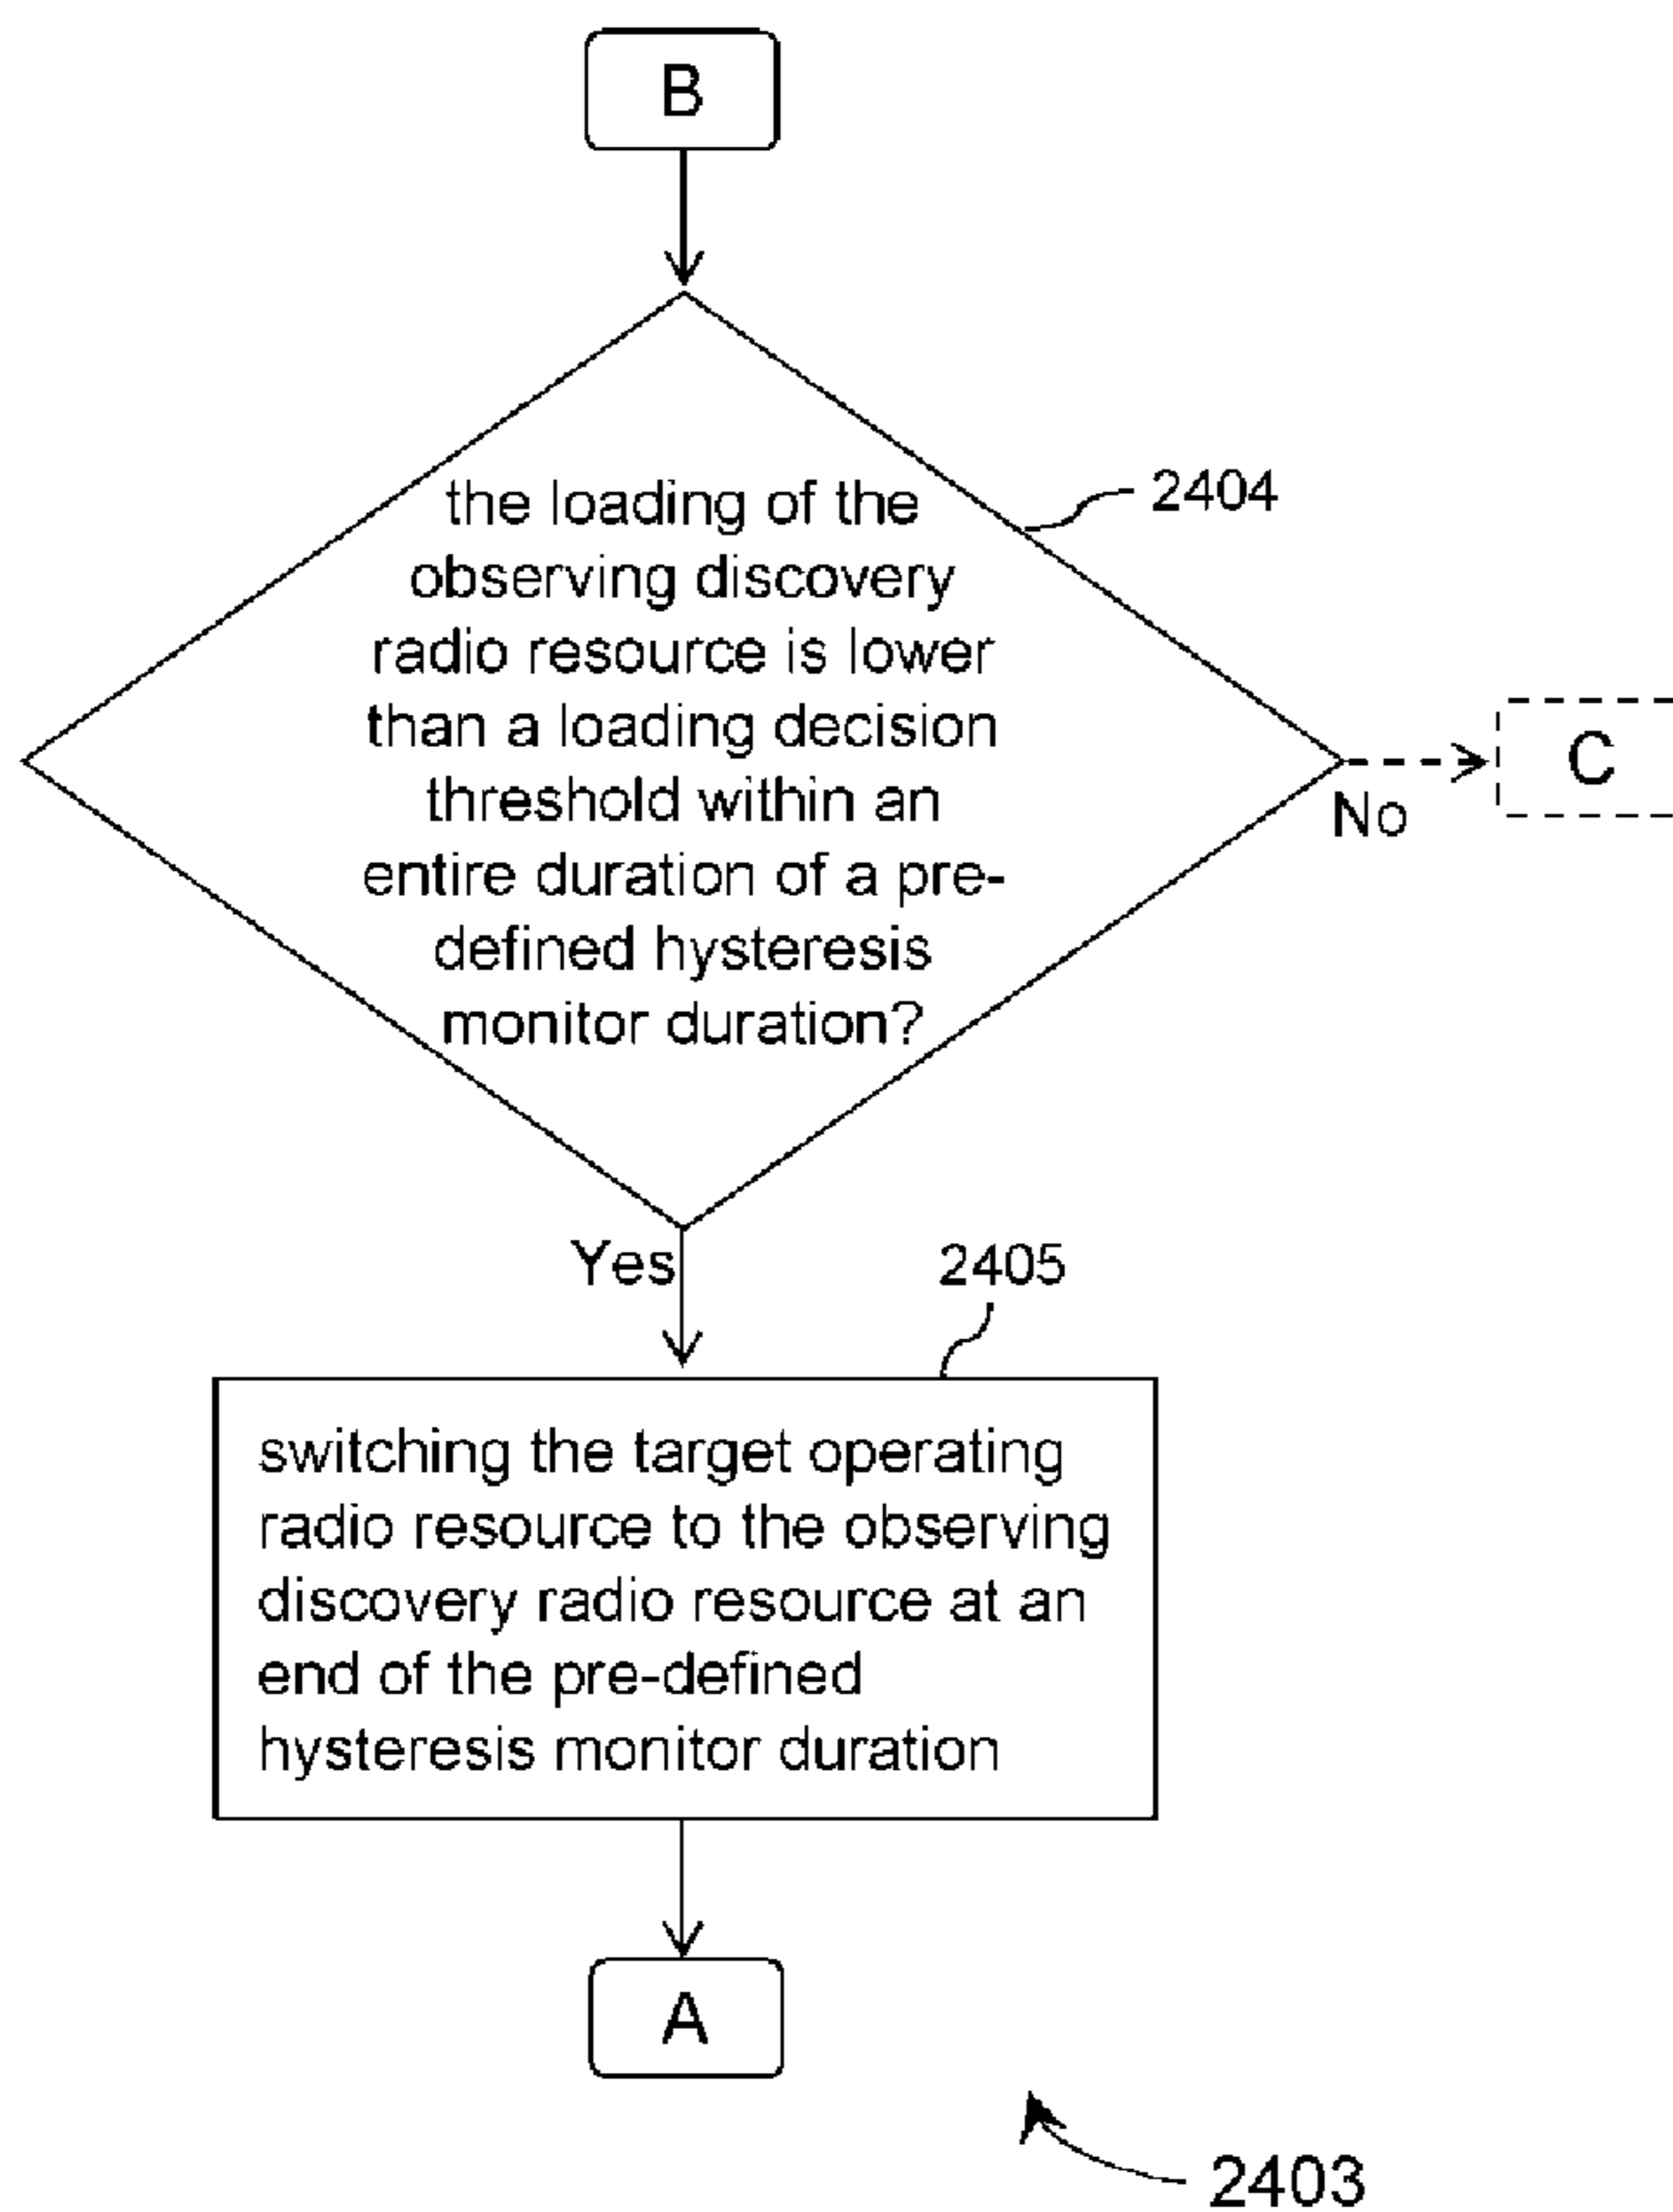 B
the loading of the
observing discovery
radio resource is lower
than a loading decision
threshold within an
entire duration of a pre-
defined hysteresis
monitor duration?
2404
C
No
Yes
2405
switching the target operating
radio resource to the observing
discovery radio resource at an
end of the pre-defined
hysteresis monitor duration
A
2403